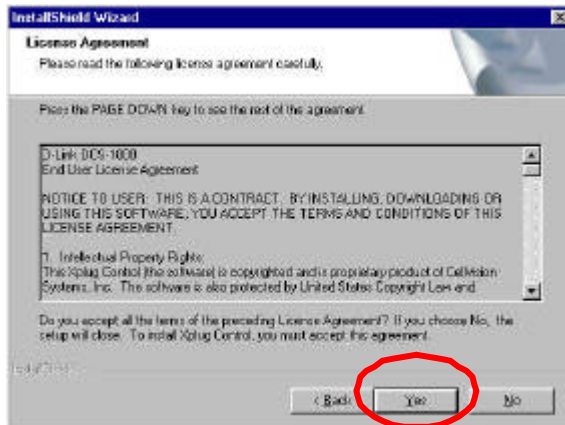 InstallShield Wizard
License Agreement
Please read the following license agreement carefully.
Press the PAGE DOWN key to see the rest of the agreement.
D-Link DCS-1000
End User License Agreement
NOTICE TO USER: THIS IS A CONTRACT. BY INSTALLING, DOWNLOADING OR
USING THIS SOFTWARE, YOU ACCEPT THE TERMS AND CONDITIONS OF THIS
LICENSE AGREEMENT.
1. Intellectual Property Rights:
This Xplug Control (the software) is copyrighted and is proprietary product of Cellvision
Systems, Inc. The software is also protected by United States Copyright Law and
Do you accept all the terms of the preceding License Agreement? If you choose No, the
setup will close. To install Xplug Control, you must accept this agreement.
InstallShield
< Back
Yes
No